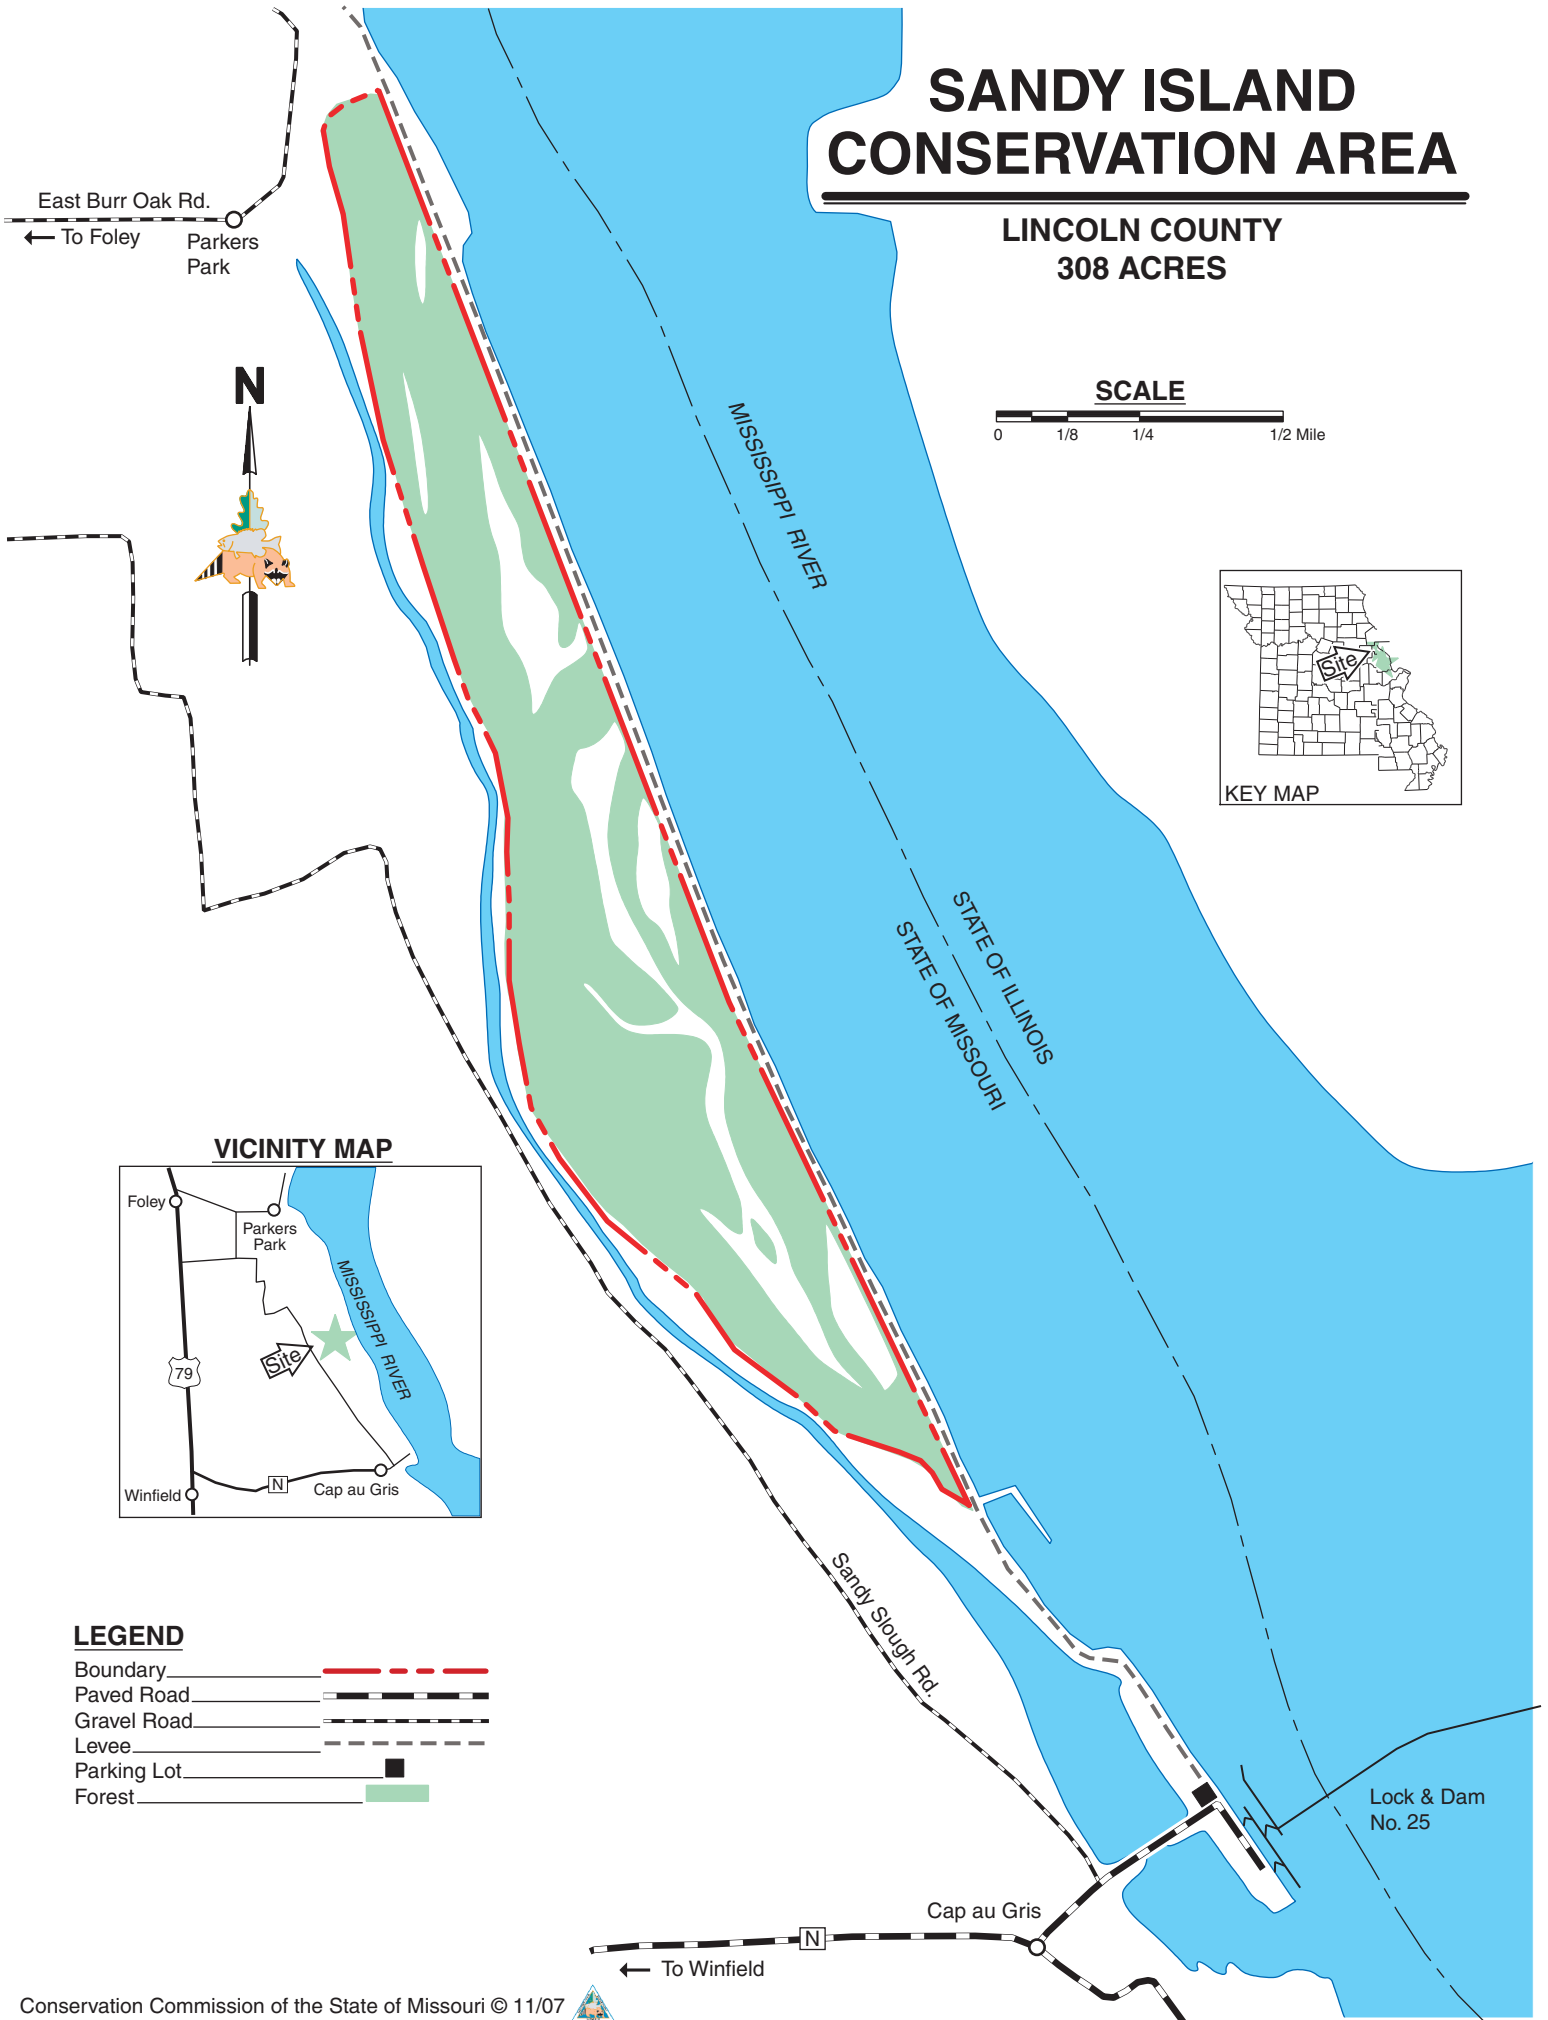 SANDY ISLAND
CONSERVATION AREA
LINCOLN COUNTY
308 ACRES
East Burr Oak Rd.
To Foley
Parkers
Park
N
SCALE
0 1/8 1/4 1/2 Mile
MISSISSIPPI RIVER
Site
KEY MAP
STATE OF ILLINOIS
STATE OF MISSOURI
VICINITY MAP
Foley
Parkers
Park
MISSISSIPPI RIVER
Site
79
N
Cap au Gris
Winfield
Sandy Slough Rd.
LEGEND
Boundary
Paved Road
Gravel Road
Levee
Parking Lot
Forest
Lock & Dam
No. 25
Cap au Gris
N
To Winfield
Conservation Commission of the State of Missouri © 11/07